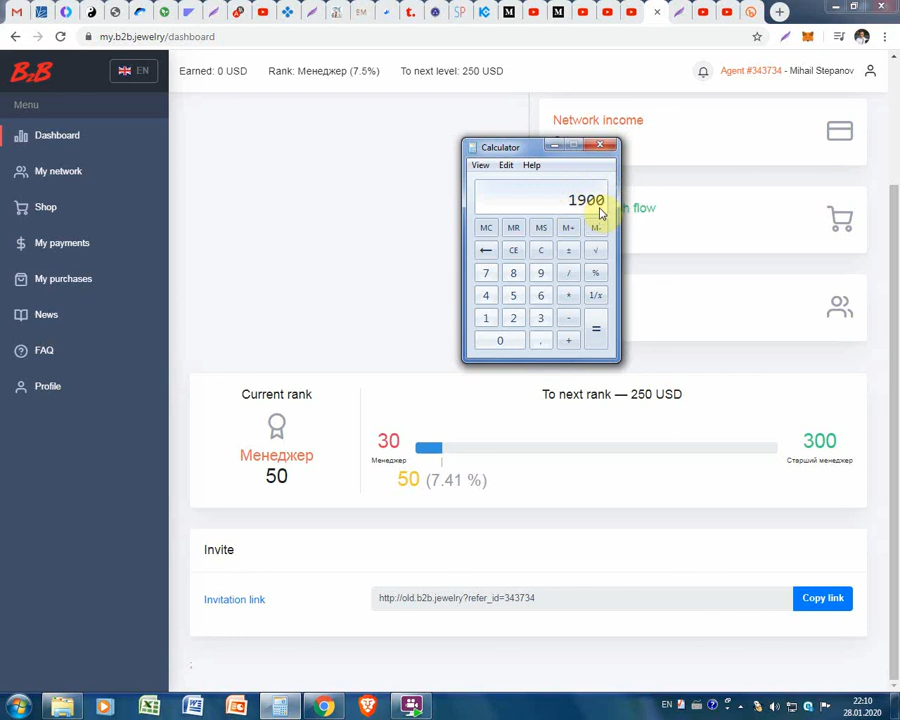 my.b2b.jewelry/dashboard
B2B
EN
Earned: 0 USD
Rank: Менеджер (7.5%)
To next level: 250 USD
Agent #343734 - Mihail Stepanov
Menu
Dashboard
My network
Shop
My payments
My purchases
News
FAQ
Profile
Network income
flow
Calculator
View Edit Help
1900
MC MR MS M+ M-
← CE C ± √
7 8 9 / %
4 5 6 * 1/x
1 2 3 - =
0 , +
Current rank
Менеджер
50
To next rank — 250 USD
30
Менеджер
300
Старший менеджер
50 (7.41 %)
Invite
Invitation link
http://old.b2b.jewelry?refer_id=343734
Copy link
;
EN
22:10
28.01.2020